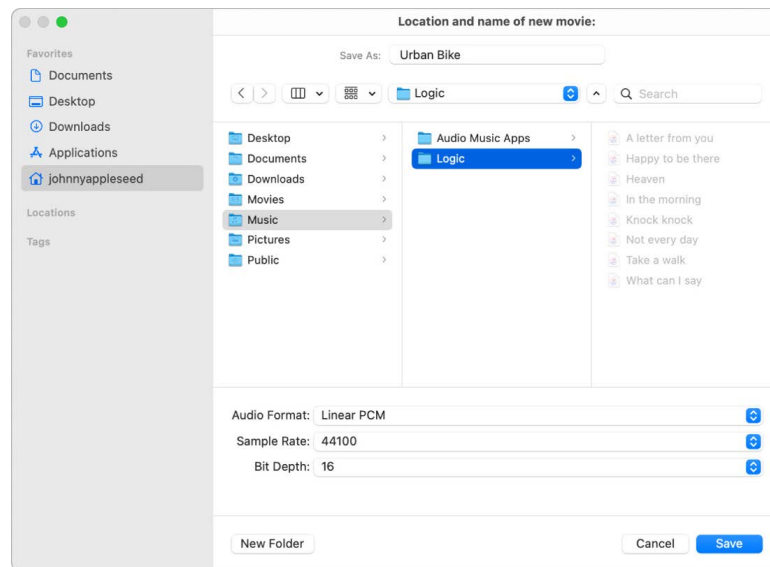 Location and name of new movie:
Save As: Urban Bike
Logic
Search
Favorites
Documents
Desktop
Downloads
Applications
johnnyappleseed
Locations
Tags
Desktop
Documents
Downloads
Movies
Music
Pictures
Public
Audio Music Apps
Logic
A letter from you
Happy to be there
Heaven
In the morning
Knock knock
Not every day
Take a walk
What can I say
Audio Format: Linear PCM
Sample Rate: 44100
Bit Depth: 16
New Folder
Cancel
Save